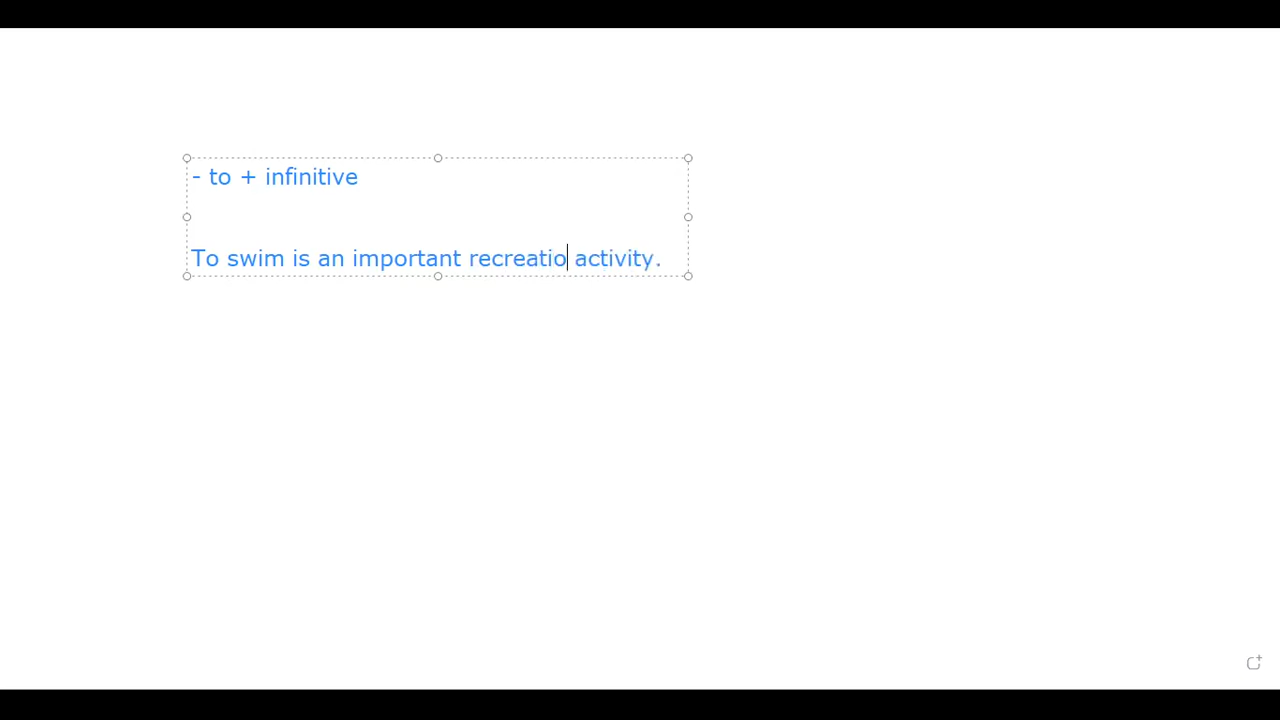 - to + infinitive
To swim is an important recreatio activity.